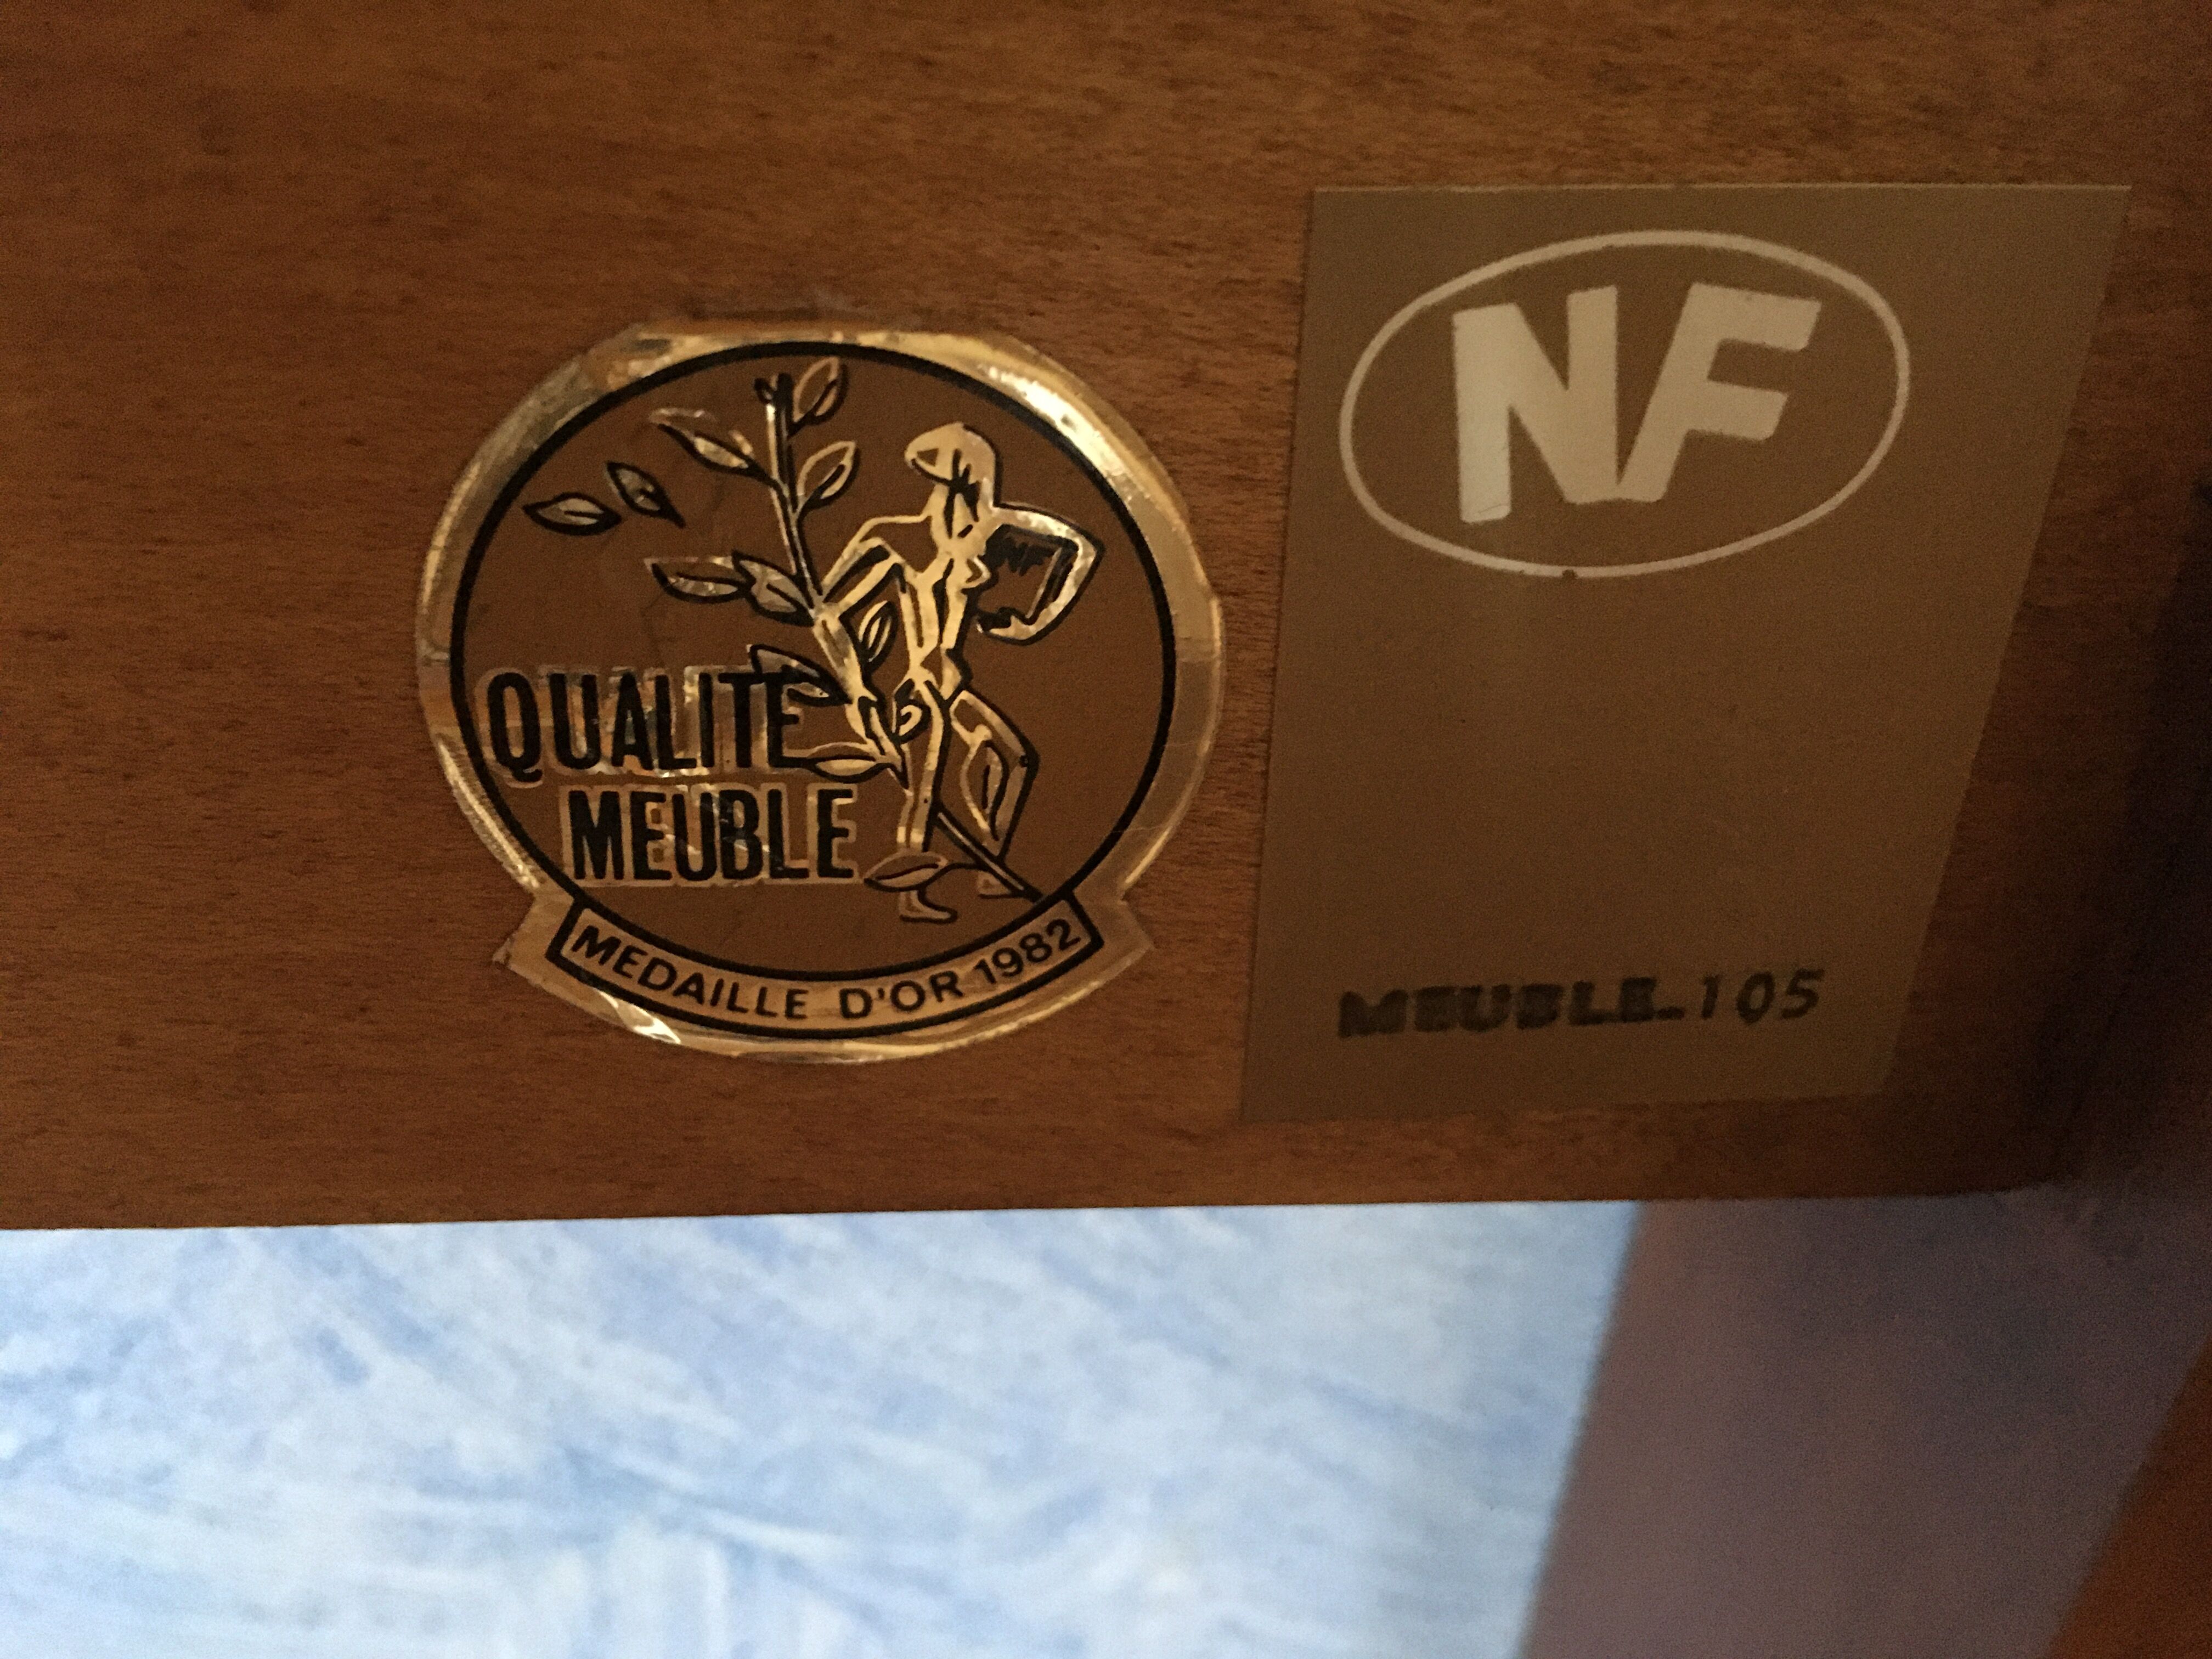 QUALITE
MEUBLE
MEDAILLE D'OR 1982
NF
MEUBLE-105